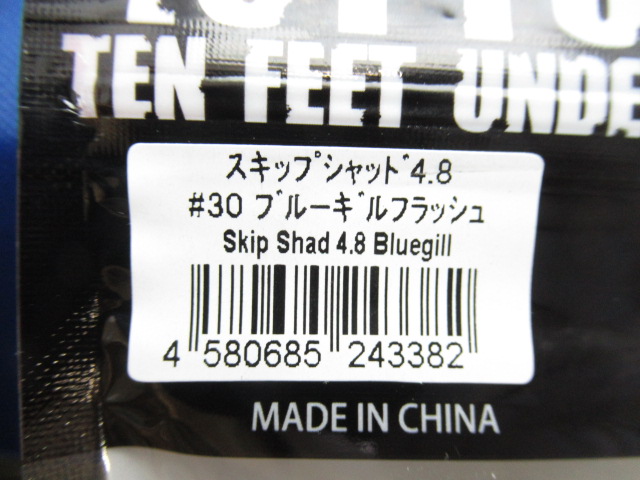 TEN FEET UNDE
スキップシャッド4.8
#30 ブルーギルフラッシュ
Skip Shad 4.8 Bluegill
4 580685 243382
MADE IN CHINA